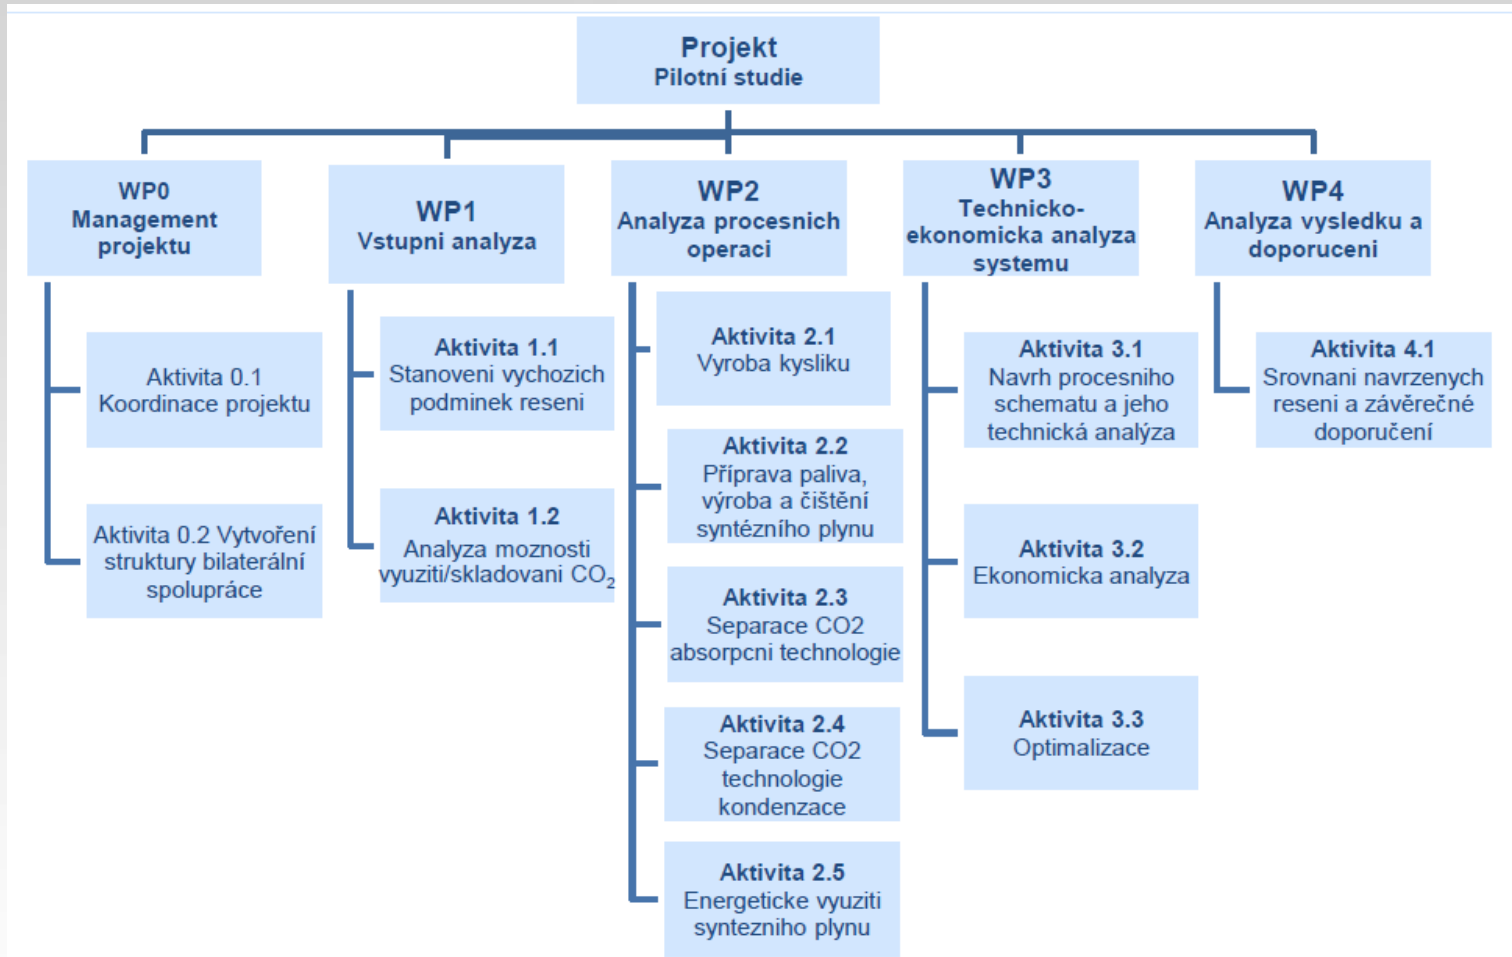 Projekt
Pilotní studie
WP0
Management
projektu
Aktivita 0.1
Koordinace projektu
Aktivita 0.2 Vytvoření
struktury bilaterální
spolupráce
WP1
Vstupni analyza
Aktivita 1.1
Stanoveni vychozich
podminek reseni
Aktivita 1.2
Analyza moznosti
vyuziti/skladovani CO₂
WP2
Analyza procesnich
operaci
Aktivita 2.1
Vyroba kysliku
Aktivita 2.2
Příprava paliva,
výroba a čištění
syntézního plynu
Aktivita 2.3
Separace CO2
absorpcni technologie
Aktivita 2.4
Separace CO2
technologie
kondenzace
Aktivita 2.5
Energeticke vyuziti
syntezniho plynu
WP3
Technicko-
ekonomicka analyza
systemu
Aktivita 3.1
Navrh procesniho
schematu a jeho
technická analýza
Aktivita 3.2
Ekonomicka analyza
Aktivita 3.3
Optimalizace
WP4
Analyza vysledku a
doporuceni
Aktivita 4.1
Srovnani navrzenych
reseni a závěrečné
doporučení